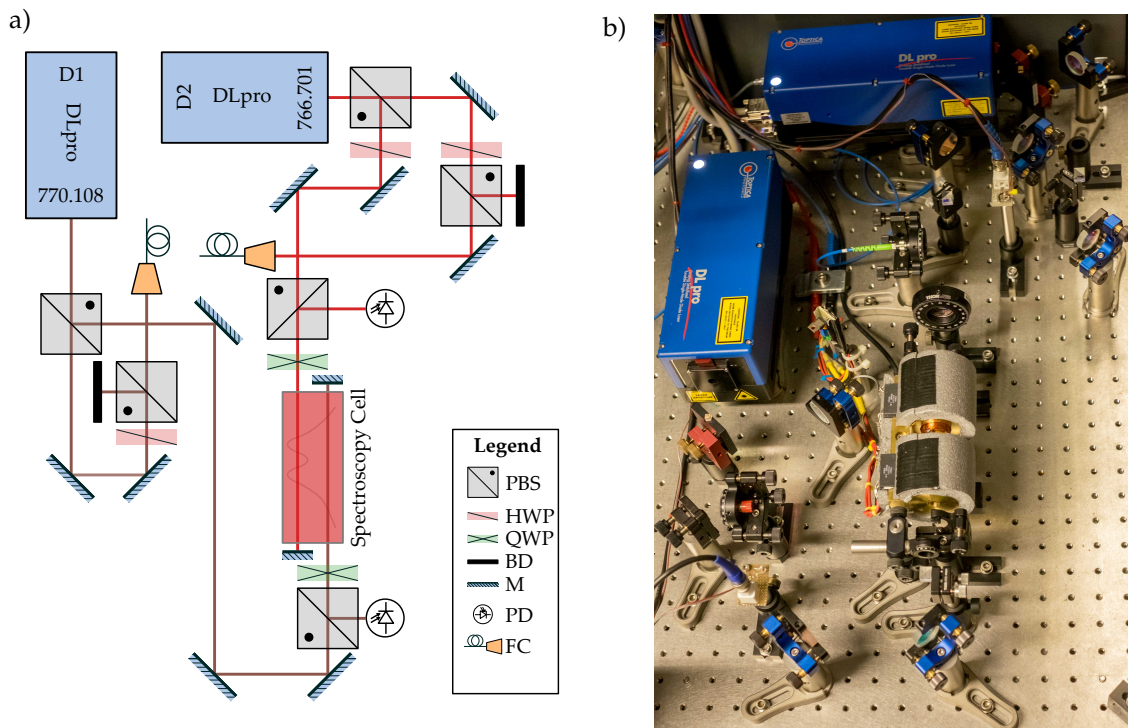 a)
D1
DLpro
770.108
D2
DLpro
766.701
Spectroscopy Cell
Legend
PBS
HWP
QWP
BD
M
PD
FC
b)
TOPTICA
DL pro
TOPTICA
DL pro